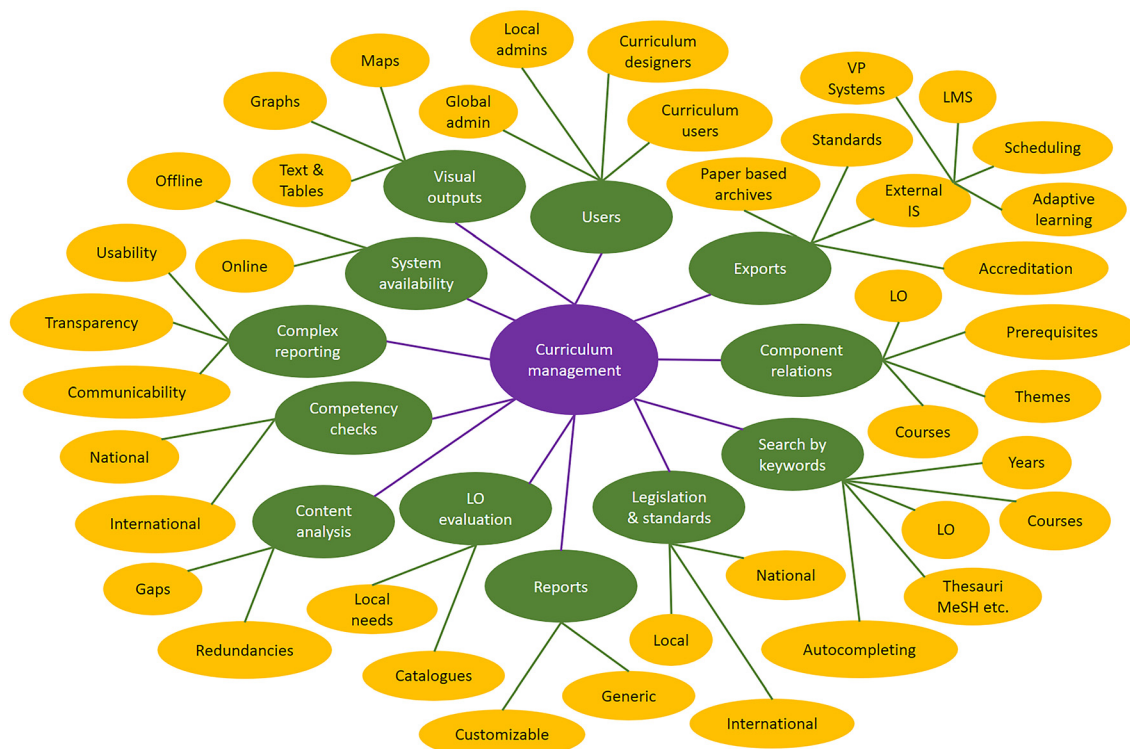 Local
admins
Curriculum
designers
Maps
VP
Systems
LMS
Graphs
Global
admin
Curriculum
users
Standards
Scheduling
Offline
Text &
Tables
Visual
outputs
Users
Paper based
archives
External
IS
Adaptive
learning
Usability
Online
System
availability
Exports
Accreditation
LO
Transparency
Complex
reporting
Curriculum
management
Component
relations
Prerequisites
Communicability
Themes
Competency
checks
Courses
National
Search by
keywords
Years
International
Content
analysis
LO
evaluation
Legislation
& standards
LO
Courses
Gaps
Local
needs
Reports
National
Thesauri
MeSH etc.
Redundancies
Local
Autocompleting
Catalogues
Generic
Customizable
International